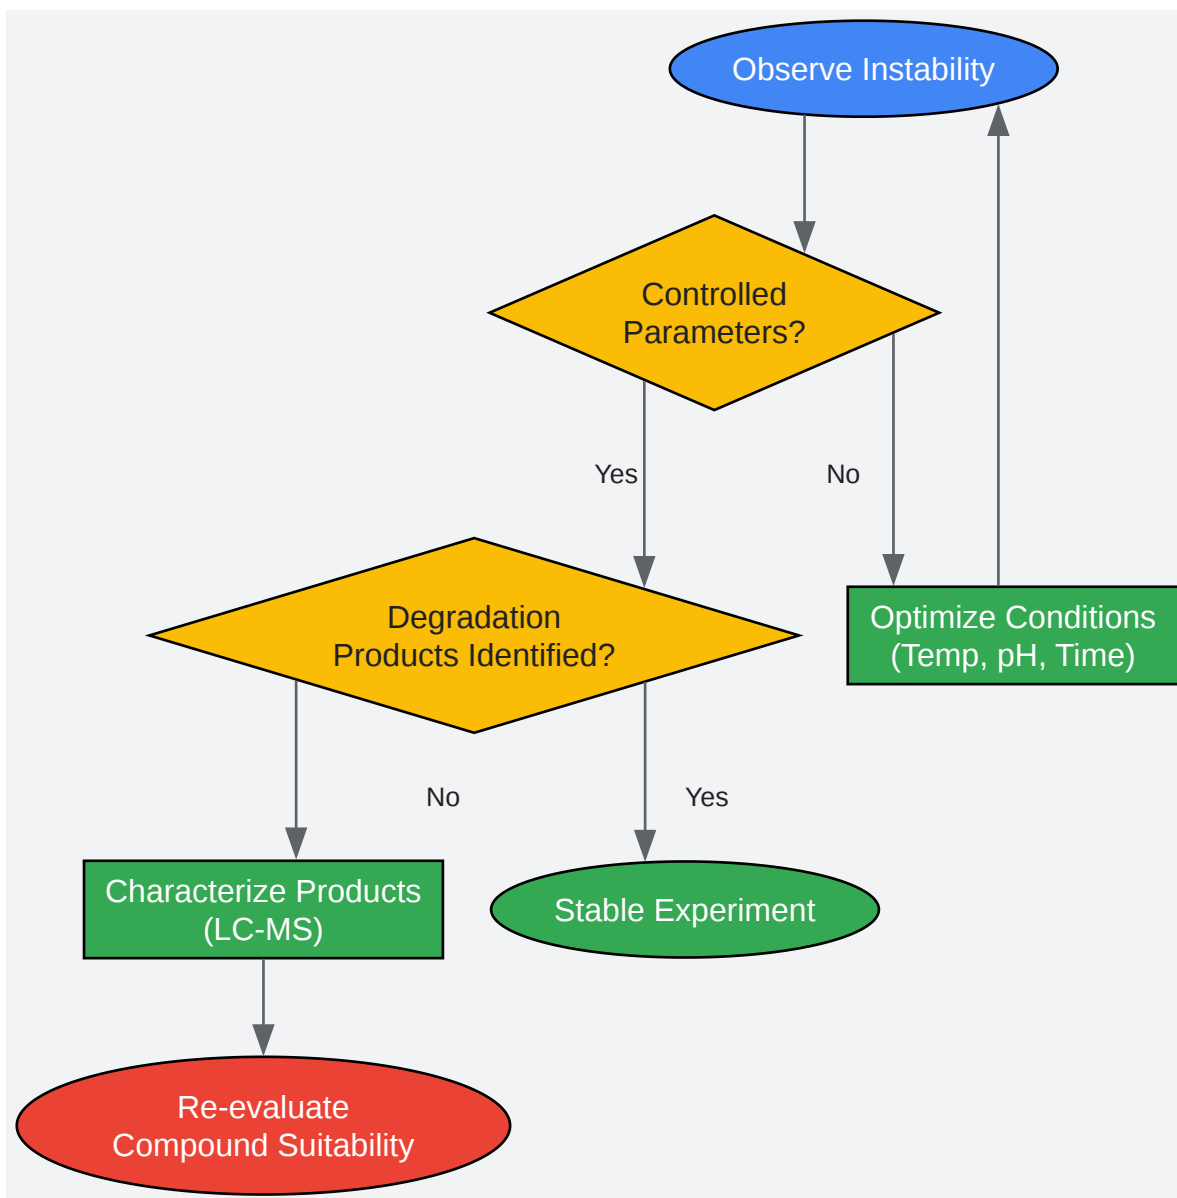 Observe Instability
Controlled
Parameters?
Yes
No
Degradation
Products Identified?
Optimize Conditions
(Temp, pH, Time)
No
Yes
Characterize Products
(LC-MS)
Stable Experiment
Re-evaluate
Compound Suitability